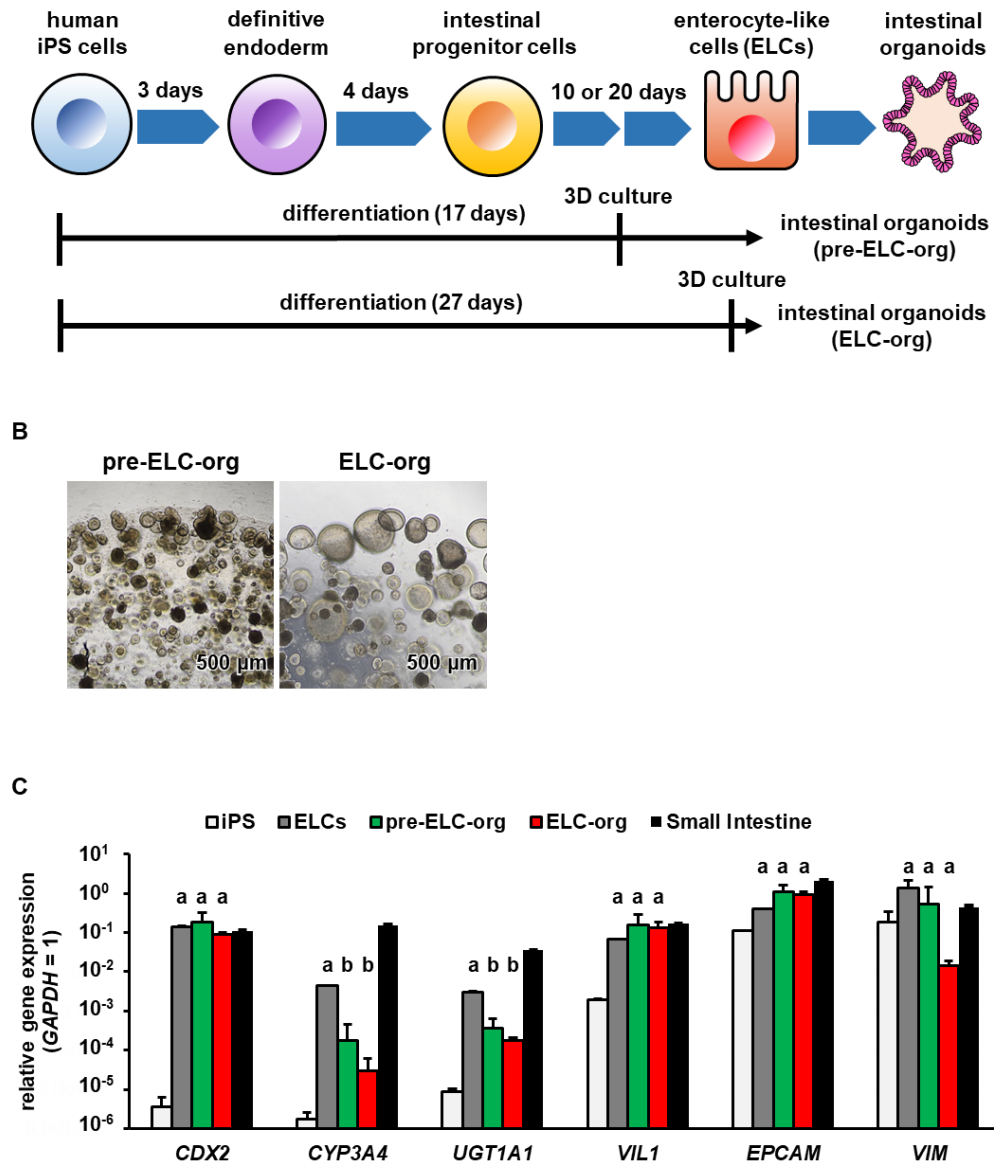 human
iPS cells
definitive
endoderm
intestinal
progenitor cells
enterocyte-like
cells (ELCs)
intestinal
organoids
3 days
4 days
10 or 20 days
3D culture
differentiation (17 days)
intestinal organoids
(pre-ELC-org)
3D culture
differentiation (27 days)
intestinal organoids
(ELC-org)
B
pre-ELC-org
ELC-org
500 μm
500 μm
C
iPS ELCs pre-ELC-org ELC-org Small Intestine
relative gene expression
(GAPDH = 1)
10¹
10⁰
10⁻¹
10⁻²
10⁻³
10⁻⁴
10⁻⁵
10⁻⁶
a a a
a b b
a b b
a a a
a a a
a a a
CDX2 CYP3A4 UGT1A1 VIL1 EPCAM VIM